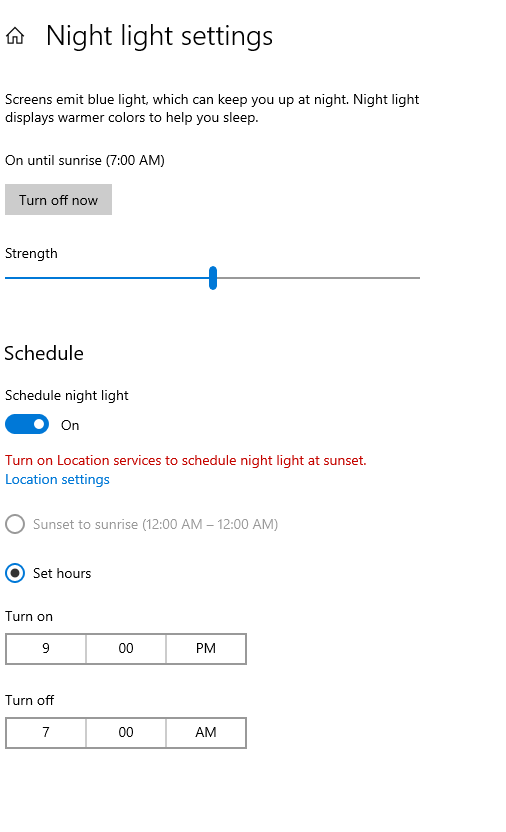 Night light settings
Screens emit blue light, which can keep you up at night. Night light
displays warmer colors to help you sleep.
On until sunrise (7:00 AM)
Turn off now
Strength
Schedule
Schedule night light
On
Turn on Location services to schedule night light at sunset.
Location settings
Sunset to sunrise (12:00 AM – 12:00 AM)
Set hours
Turn on
9 00 PM
Turn off
7 00 AM